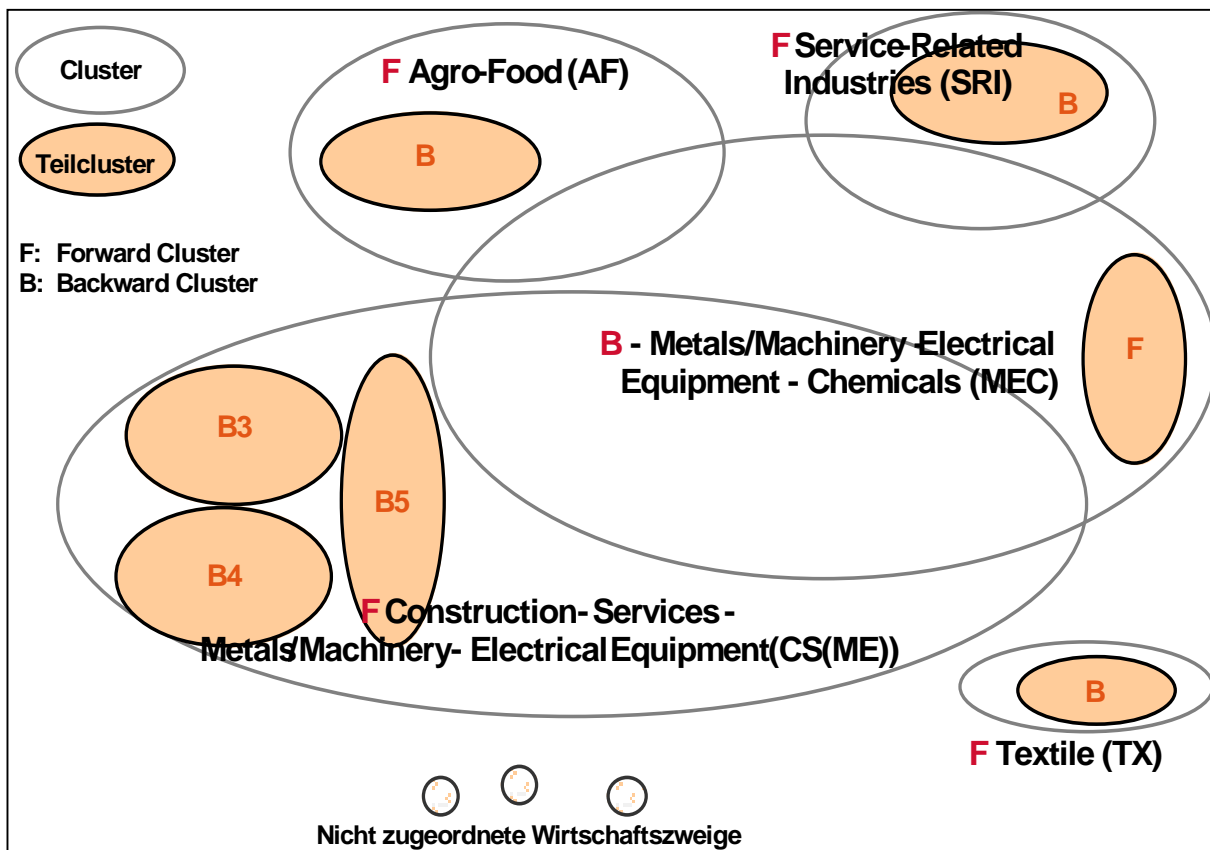 Cluster
Teilcluster
F: Forward Cluster
B: Backward Cluster
F Agro-Food (AF)
B
F Service-Related
Industries (SRI)
B
B - Metals/Machinery-Electrical
Equipment - Chemicals (MEC)
F
B3
B5
B4
F Construction- Services -
Metals/Machinery- Electrical Equipment(CS(ME))
B
F Textile (TX)
Nicht zugeordnete Wirtschaftszweige